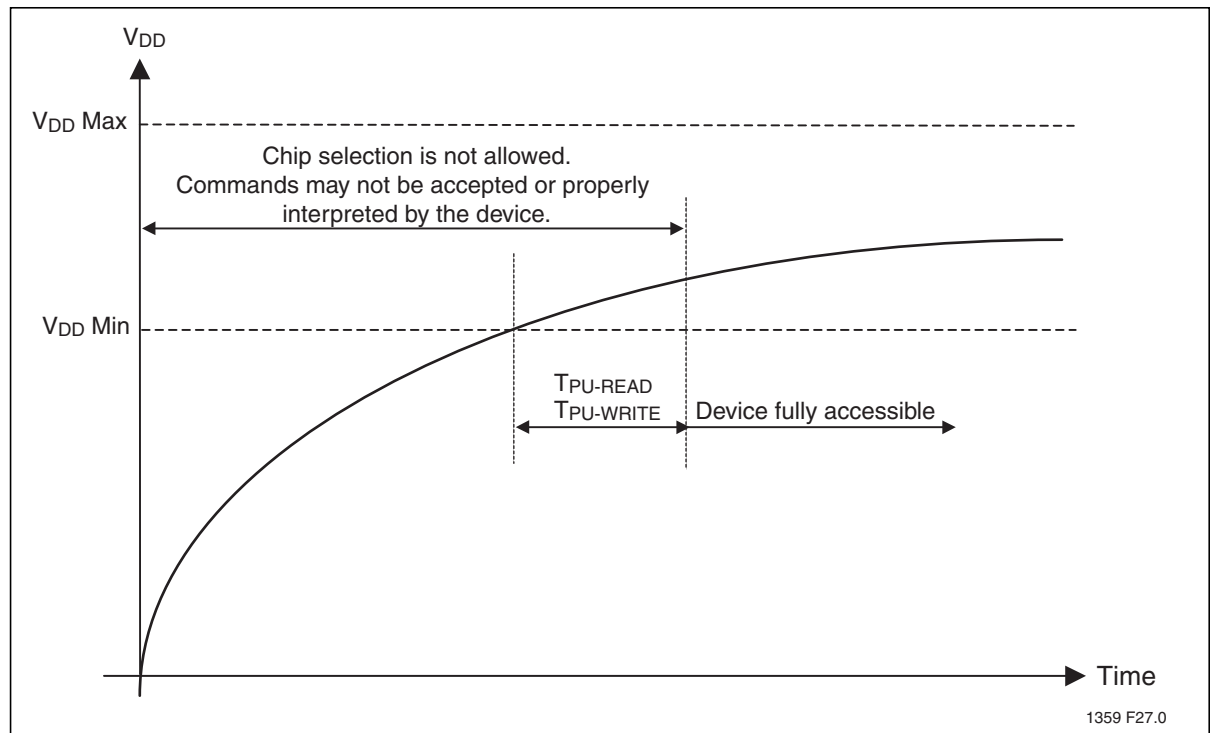 VDD
VDD Max
Chip selection is not allowed.
Commands may not be accepted or properly
interpreted by the device.
VDD Min
TPU-READ
TPU-WRITE
Device fully accessible
Time
1359 F27.0